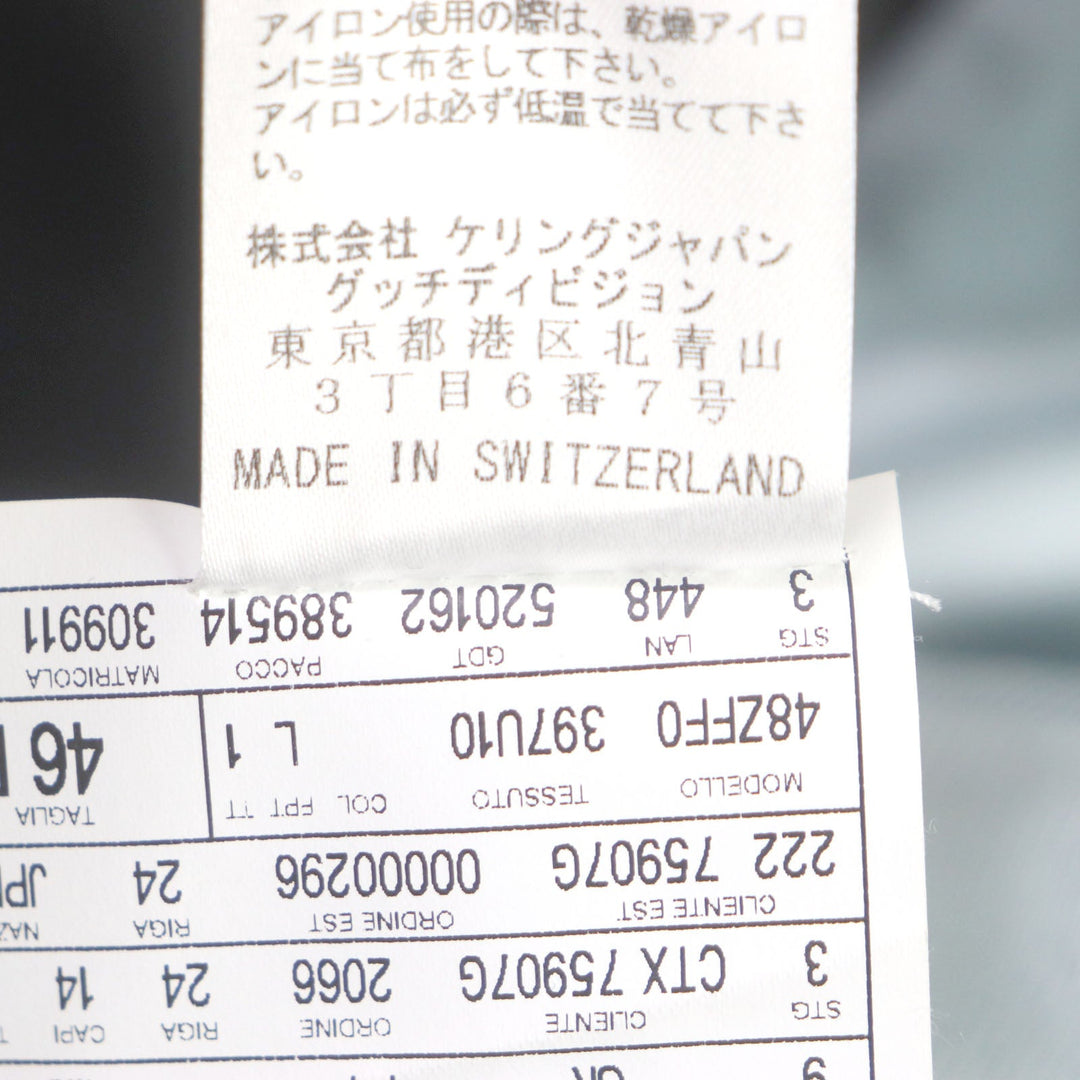 アイロン使用の際は、乾燥アイロ
ンに当て布をして下さい。
アイロンは必ず低温で当てて下さ
い。
株式会社 ケリングジャパン
グッチディビジョン
東京都港区北青山
3丁目6番7号
MADE IN SWITZERLAND
STG CLIENTE ORDINE RIGA CAPI
3 CTX 75907G 2066 24 14
CLIENTE EST ORDINE EST RIGA NAZ
222 75907G 00000296 24 JP
MODELLO TESSUTO COL FPT TT TAGLIA
48ZFF0 397U10 L 1 46
STG LAN GDT PACCO MATRICOLA
3 448 520162 389514 309911